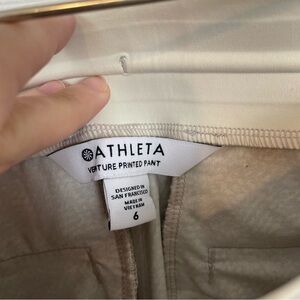 ATHLETA
VENTURE PRINTED PANT
DESIGNED IN
SAN FRANCISCO
MADE IN
VIETNAM
6